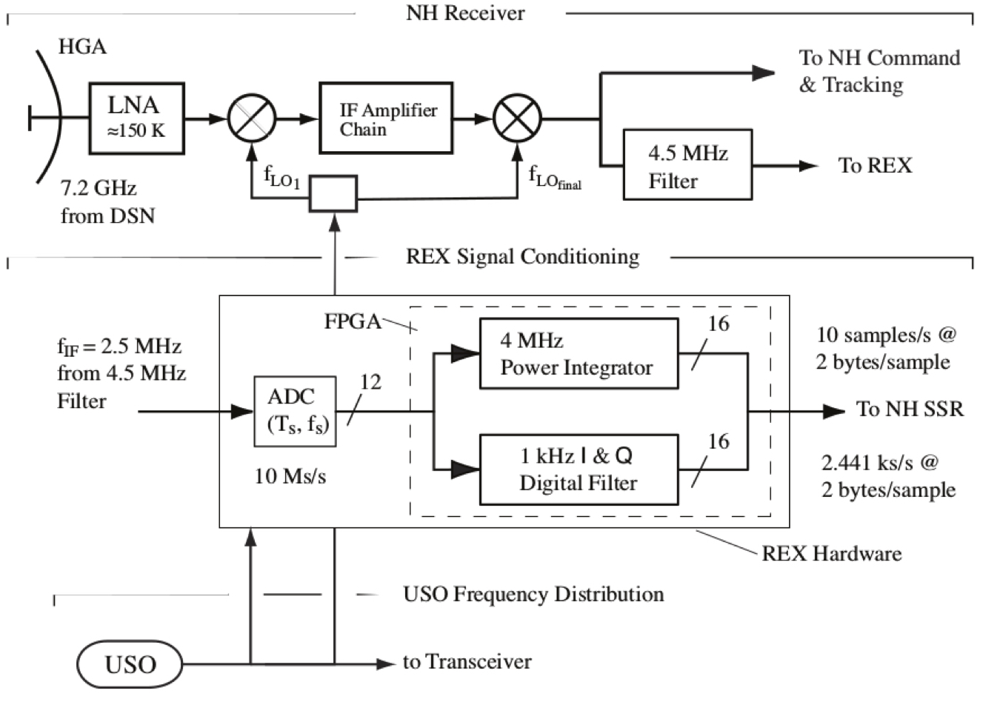 NH Receiver
HGA
LNA
≈150 K
7.2 GHz
from DSN
IF Amplifier
Chain
fLO1
fLOfinal
To NH Command
& Tracking
4.5 MHz
Filter
To REX
REX Signal Conditioning
fIF = 2.5 MHz
from 4.5 MHz
Filter
ADC
(Ts, fs)
10 Ms/s
12
FPGA
4 MHz
Power Integrator
16
1 kHz I & Q
Digital Filter
16
10 samples/s @
2 bytes/sample
To NH SSR
2.441 ks/s @
2 bytes/sample
REX Hardware
USO Frequency Distribution
USO
to Transceiver